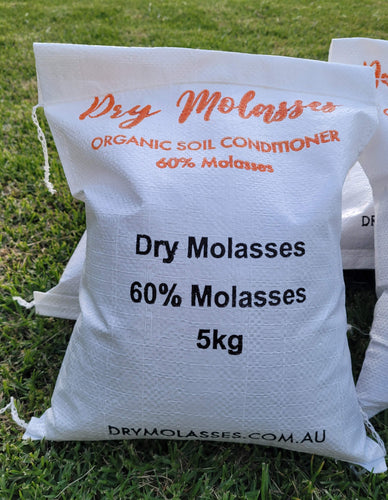 Dry Molasses
ORGANIC SOIL CONDITIONER
60% Molasses
Dry Molasses
60% Molasses
5kg
DRYMOLASSES.COM.AU